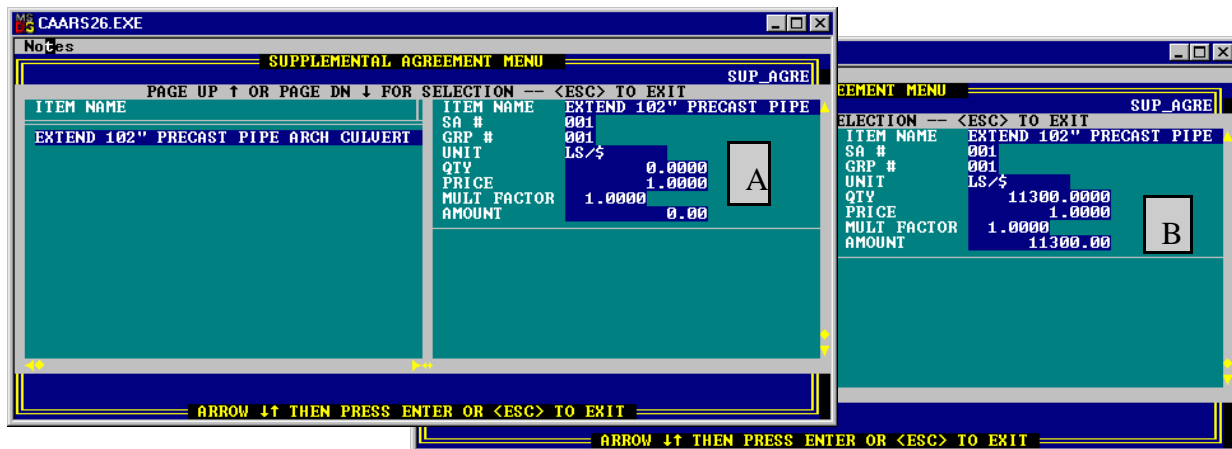 CAARS26.EXE
Notes
SUPPLEMENTAL AGREEMENT MENU
SUP_AGRE
PAGE UP ↑ OR PAGE DN ↓ FOR SELECTION -- <ESC> TO EXIT
ITEM NAME
EXTEND 102" PRECAST PIPE ARCH CULVERT
ITEM NAME EXTEND 102" PRECAST PIPE
SA # 001
GRP # 001
UNIT LS/$
QTY 0.0000
PRICE 1.0000
MULT FACTOR 1.0000
AMOUNT 0.00
A
ARROW ↓↑ THEN PRESS ENTER OR <ESC> TO EXIT
EEMENT MENU
SUP_AGRE
ELECTION -- <ESC> TO EXIT
ITEM NAME EXTEND 102" PRECAST PIPE
SA # 001
GRP # 001
UNIT LS/$
QTY 11300.0000
PRICE 1.0000
MULT FACTOR 1.0000
AMOUNT 11300.00
B
ARROW ↓↑ THEN PRESS ENTER OR <ESC> TO EXIT